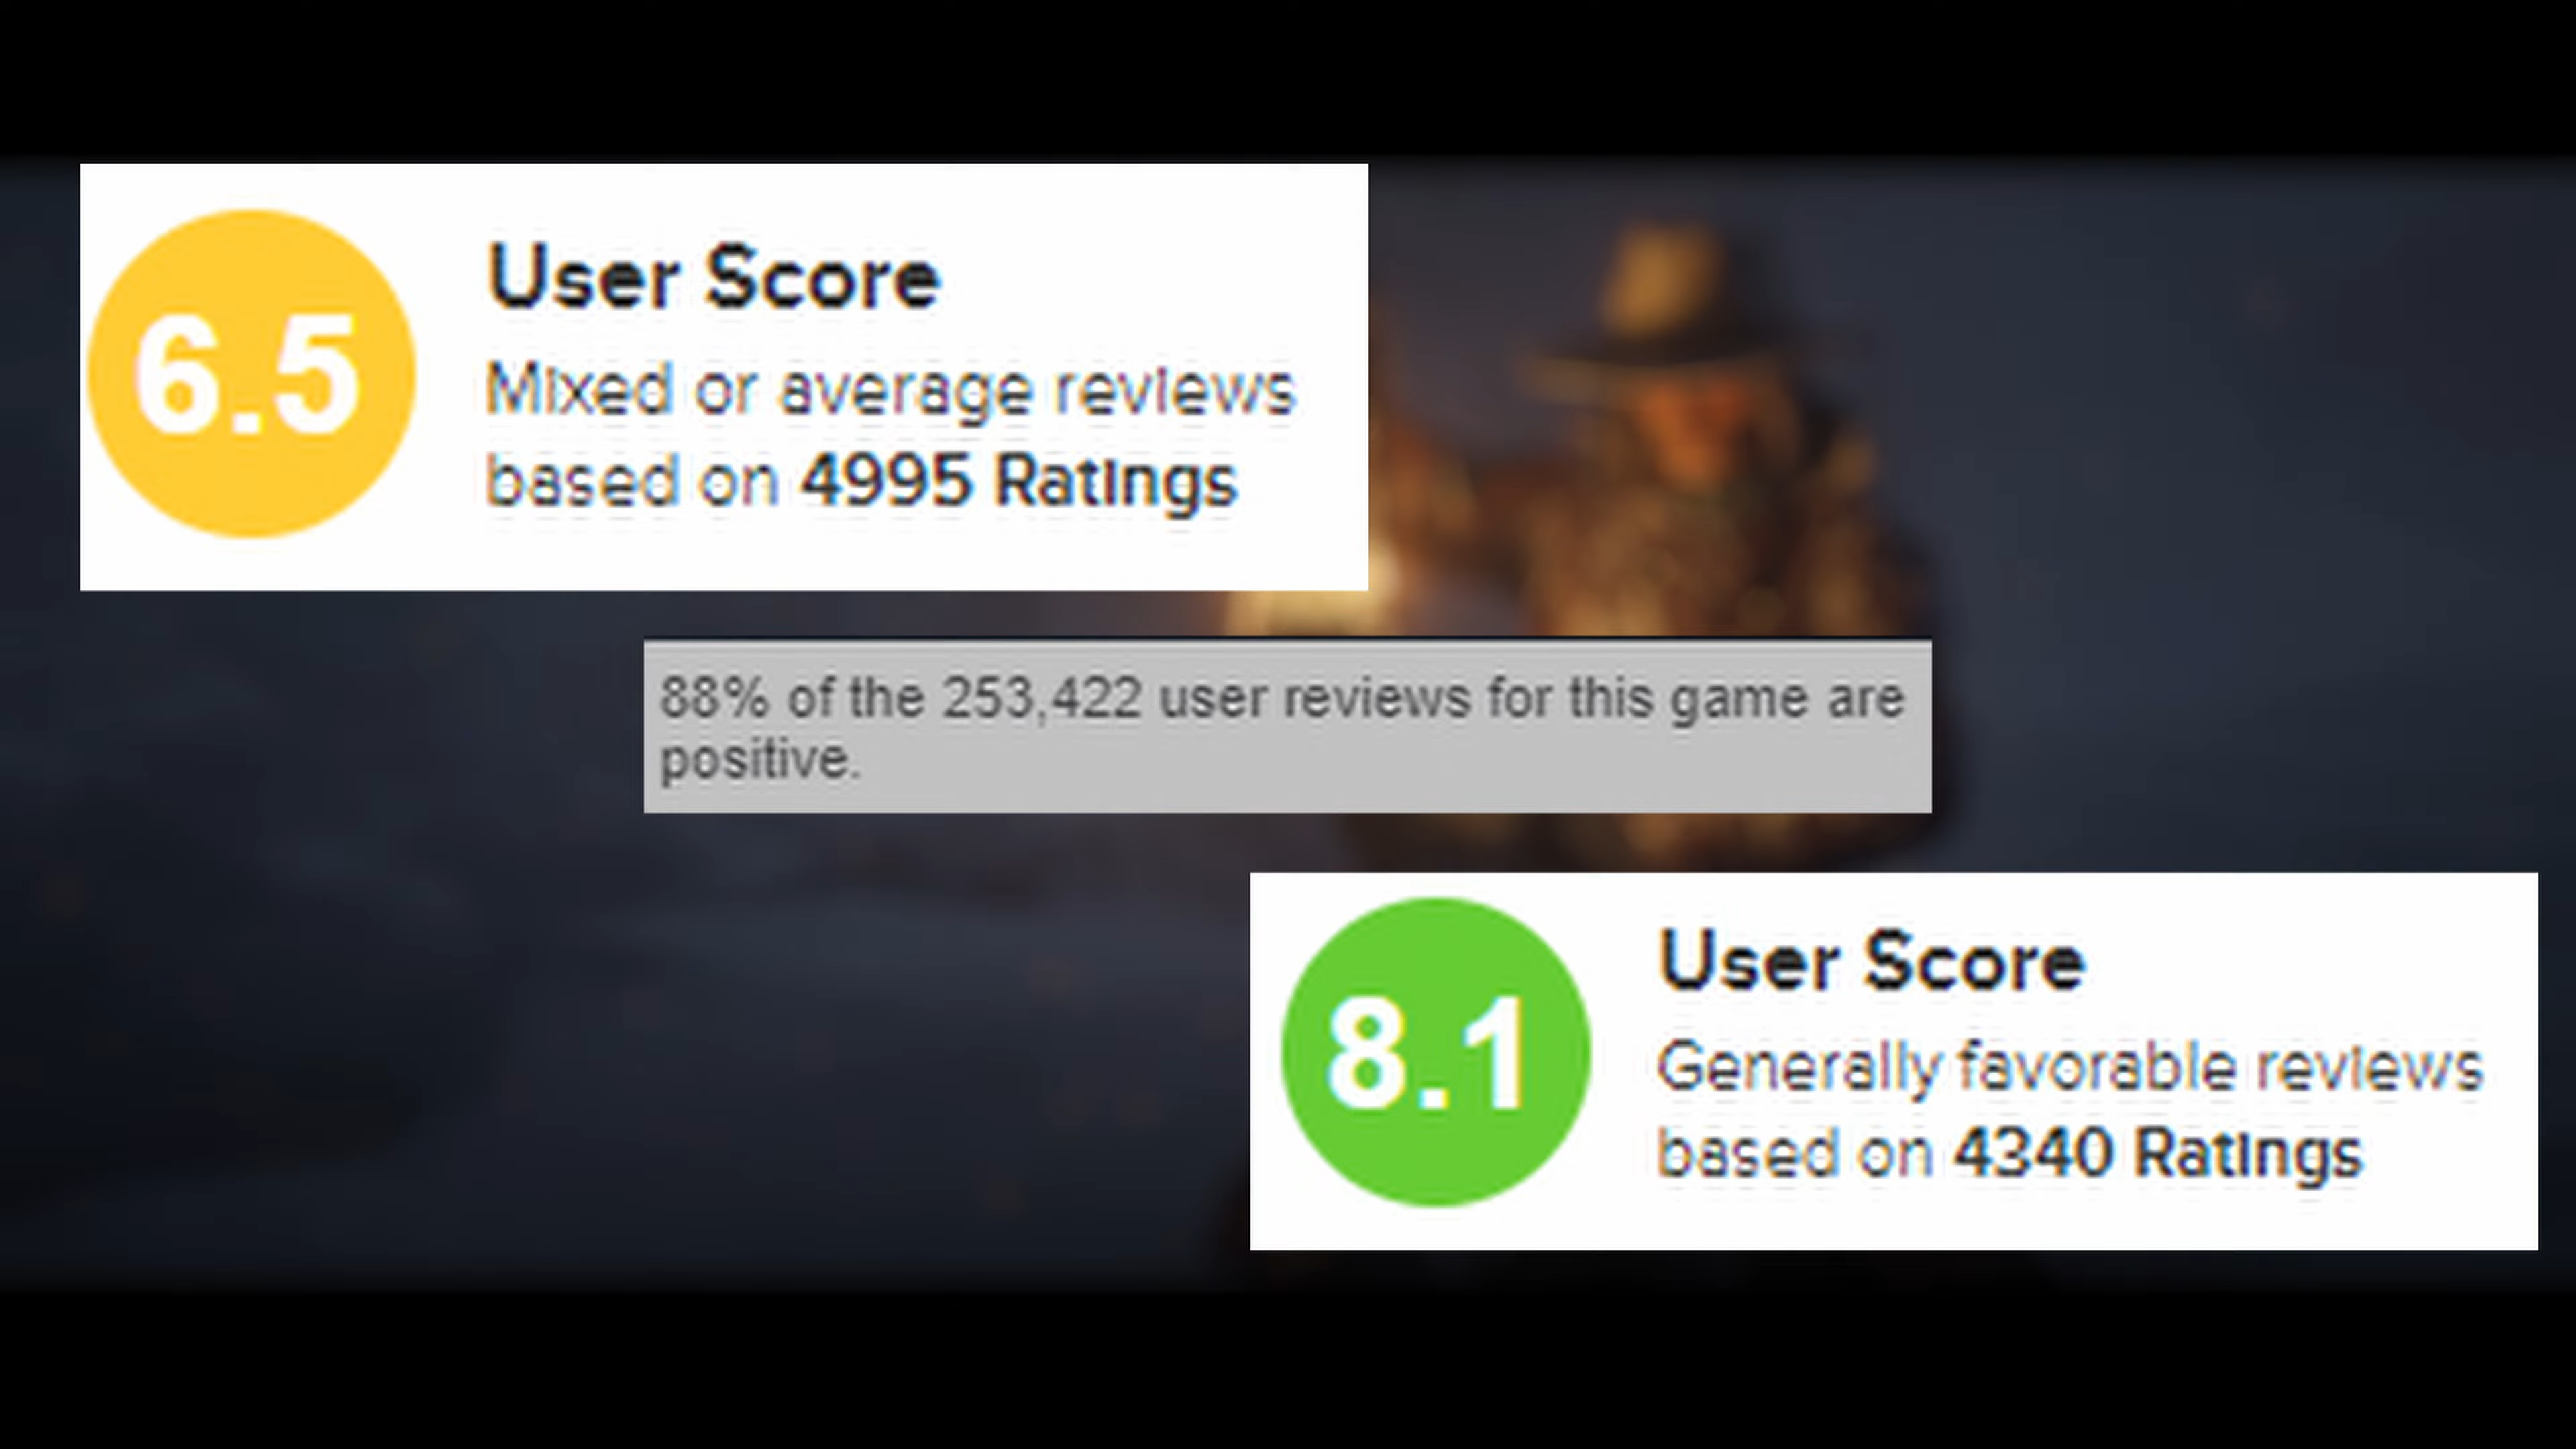 6.5
User Score
Mixed or average reviews
based on 4995 Ratings
88% of the 253,422 user reviews for this game are
positive.
8.1
User Score
Generally favorable reviews
based on 4340 Ratings